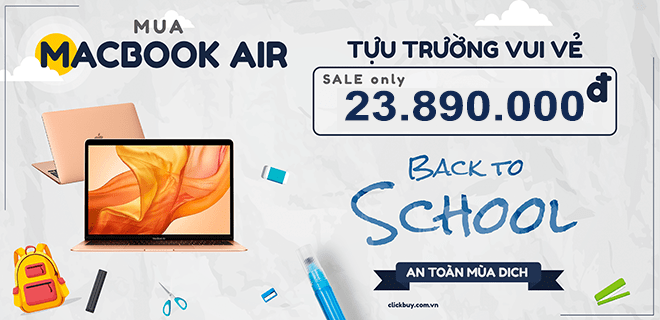 MUA
MACBOOK AIR
TỰU TRƯỜNG VUI VẺ
SALE only
23.890.000đ
BACK TO
SCHOOL
AN TOÀN MÙA DỊCH
clickbuy.com.vn